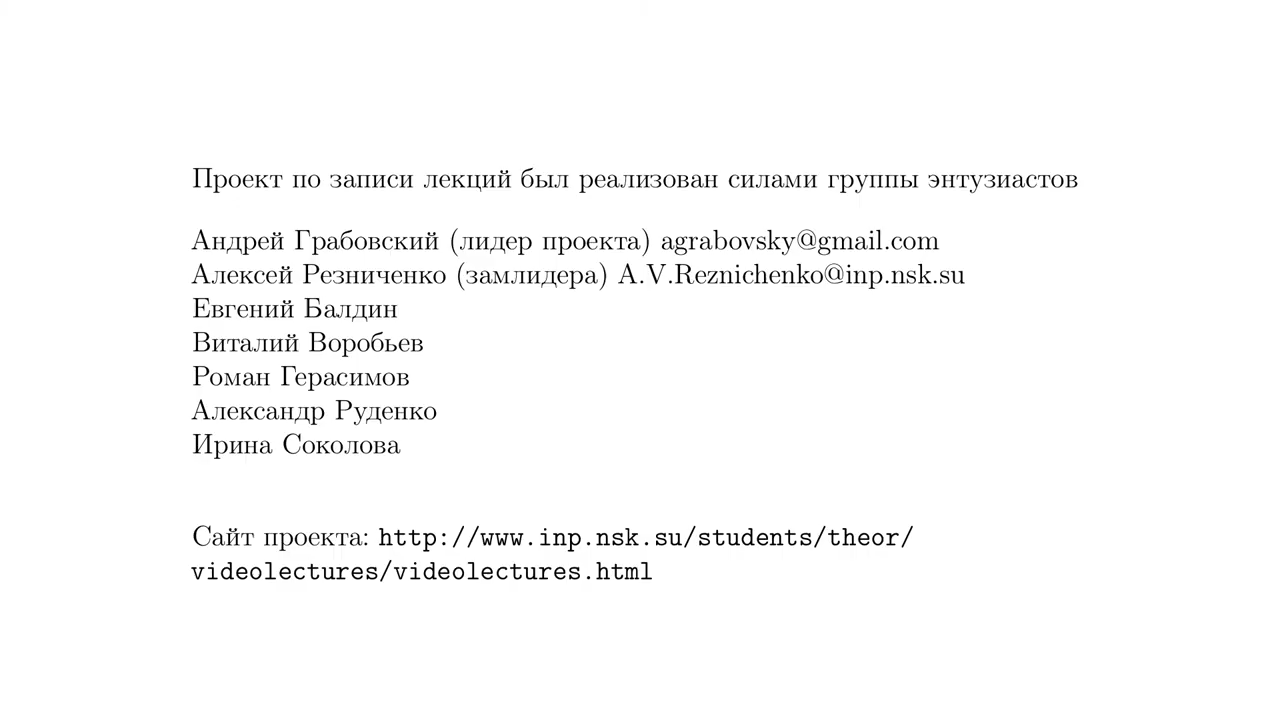 Проект по записи лекций был реализован силами группы энтузиастов
Андрей Грабовский (лидер проекта) agrabovsky@gmail.com
Алексей Резниченко (замлидера) A.V.Reznichenko@inp.nsk.su
Евгений Балдин
Виталий Воробьев
Роман Герасимов
Александр Руденко
Ирина Соколова
Сайт проекта: http://www.inp.nsk.su/students/theor/
videolectures/videolectures.html